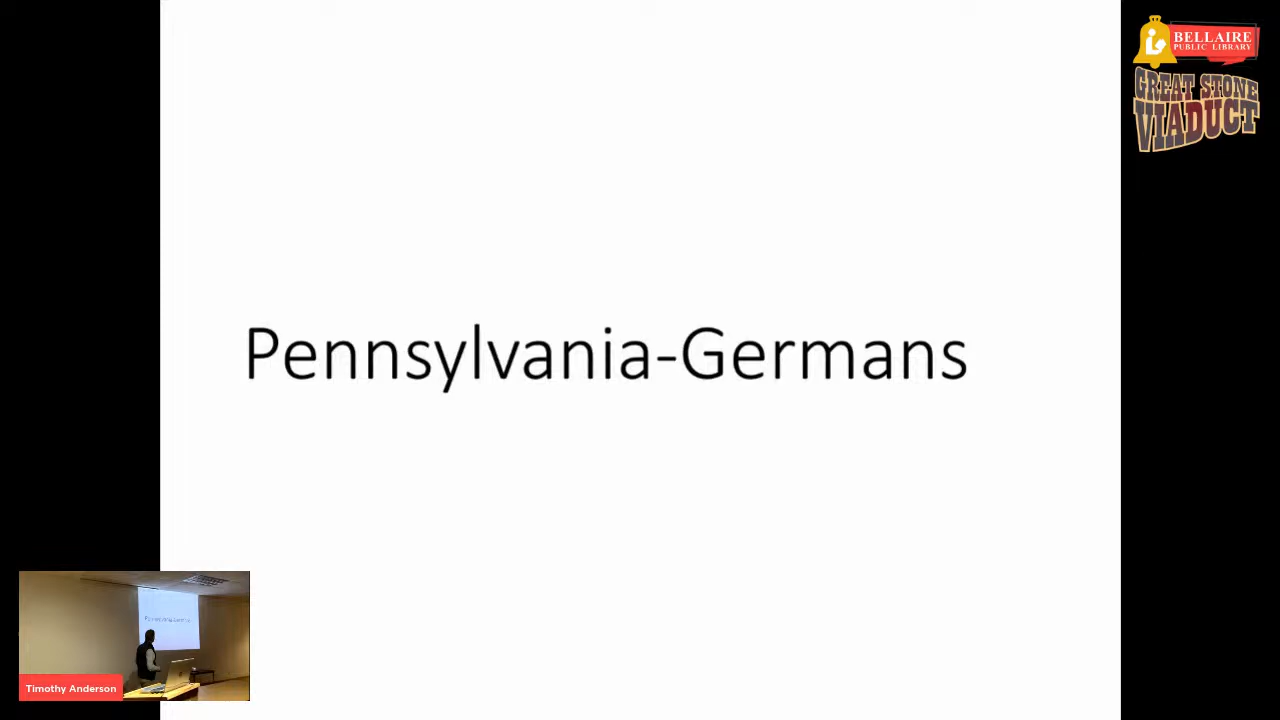 BELLAIRE
PUBLIC LIBRARY
GREAT STONE
VIADUCT
Pennsylvania-Germans
Timothy Anderson